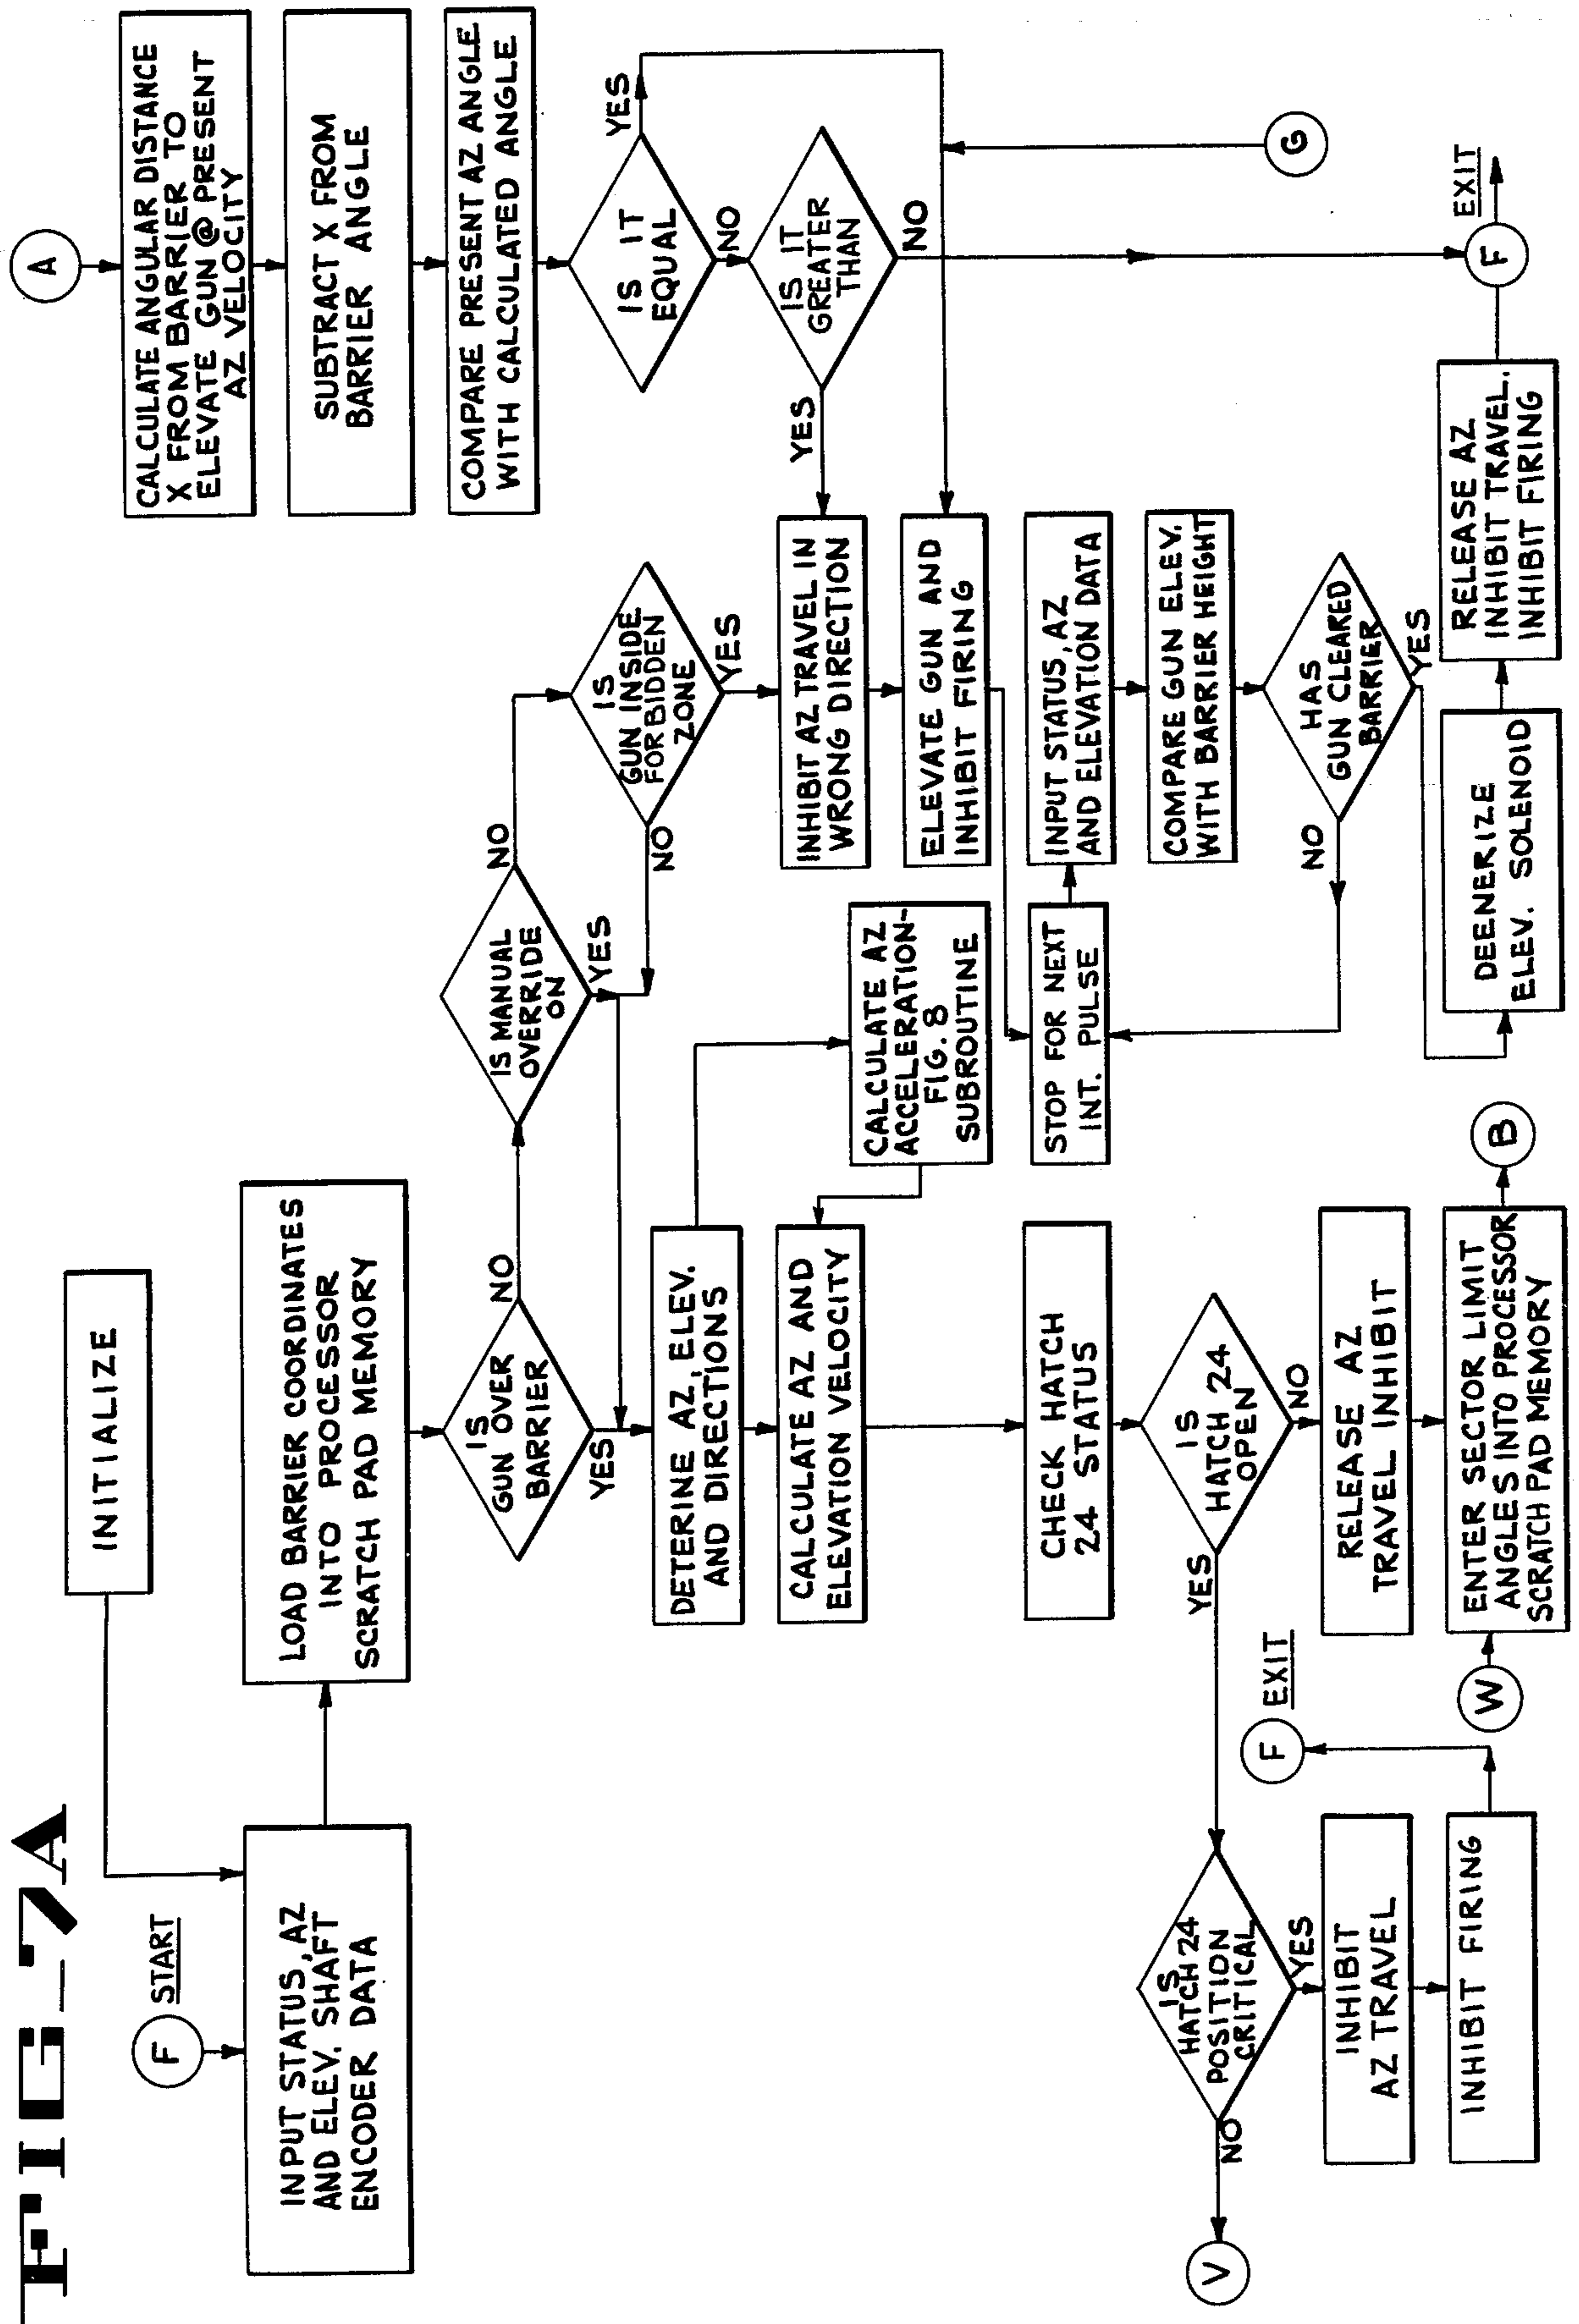 FIG_7A
INITIALIZE
F
START
INPUT STATUS, AZ
AND ELEV. SHAFT
ENCODER DATA
LOAD BARRIER COORDINATES
INTO PROCESSOR
SCRATCH PAD MEMORY
IS
GUN OVER
BARRIER
NO
YES
IS MANUAL
OVERRIDE
ON
NO
YES
IS
GUN INSIDE
FORBIDDEN
ZONE
NO
YES
DETERINE AZ, ELEV.
AND DIRECTIONS
CALCULATE AZ
ACCELERATION-
FIG. 8
SUBROUTINE
CALCULATE AZ AND
ELEVATION VELOCITY
CHECK HATCH
24 STATUS
IS
HATCH 24
OPEN
YES
NO
RELEASE AZ
TRAVEL INHIBIT
W
ENTER SECTOR LIMIT
ANGLES INTO PROCESSOR
SCRATCH PAD MEMORY
B
IS
HATCH 24
POSITION
CRITICAL
NO
YES
V
INHIBIT
AZ TRAVEL
INHIBIT FIRING
F
EXIT
A
CALCULATE ANGULAR DISTANCE
X FROM BARRIER TO
ELEVATE GUN @ PRESENT
AZ VELOCITY
SUBTRACT X FROM
BARRIER ANGLE
COMPARE PRESENT AZ ANGLE
WITH CALCULATED ANGLE
IS IT
EQUAL
YES
NO
IS IT
GREATER
THAN
YES
NO
G
INHIBIT AZ TRAVEL IN
WRONG DIRECTION
ELEVATE GUN AND
INHIBIT FIRING
STOP FOR NEXT
INT. PULSE
INPUT STATUS, AZ
AND ELEVATION DATA
COMPARE GUN ELEV.
WITH BARRIER HEIGHT
HAS
GUN CLEARED
BARRIER
NO
YES
DEENERIZE
ELEV. SOLENOID
RELEASE AZ
INHIBIT TRAVEL.
INHIBIT FIRING
F
EXIT